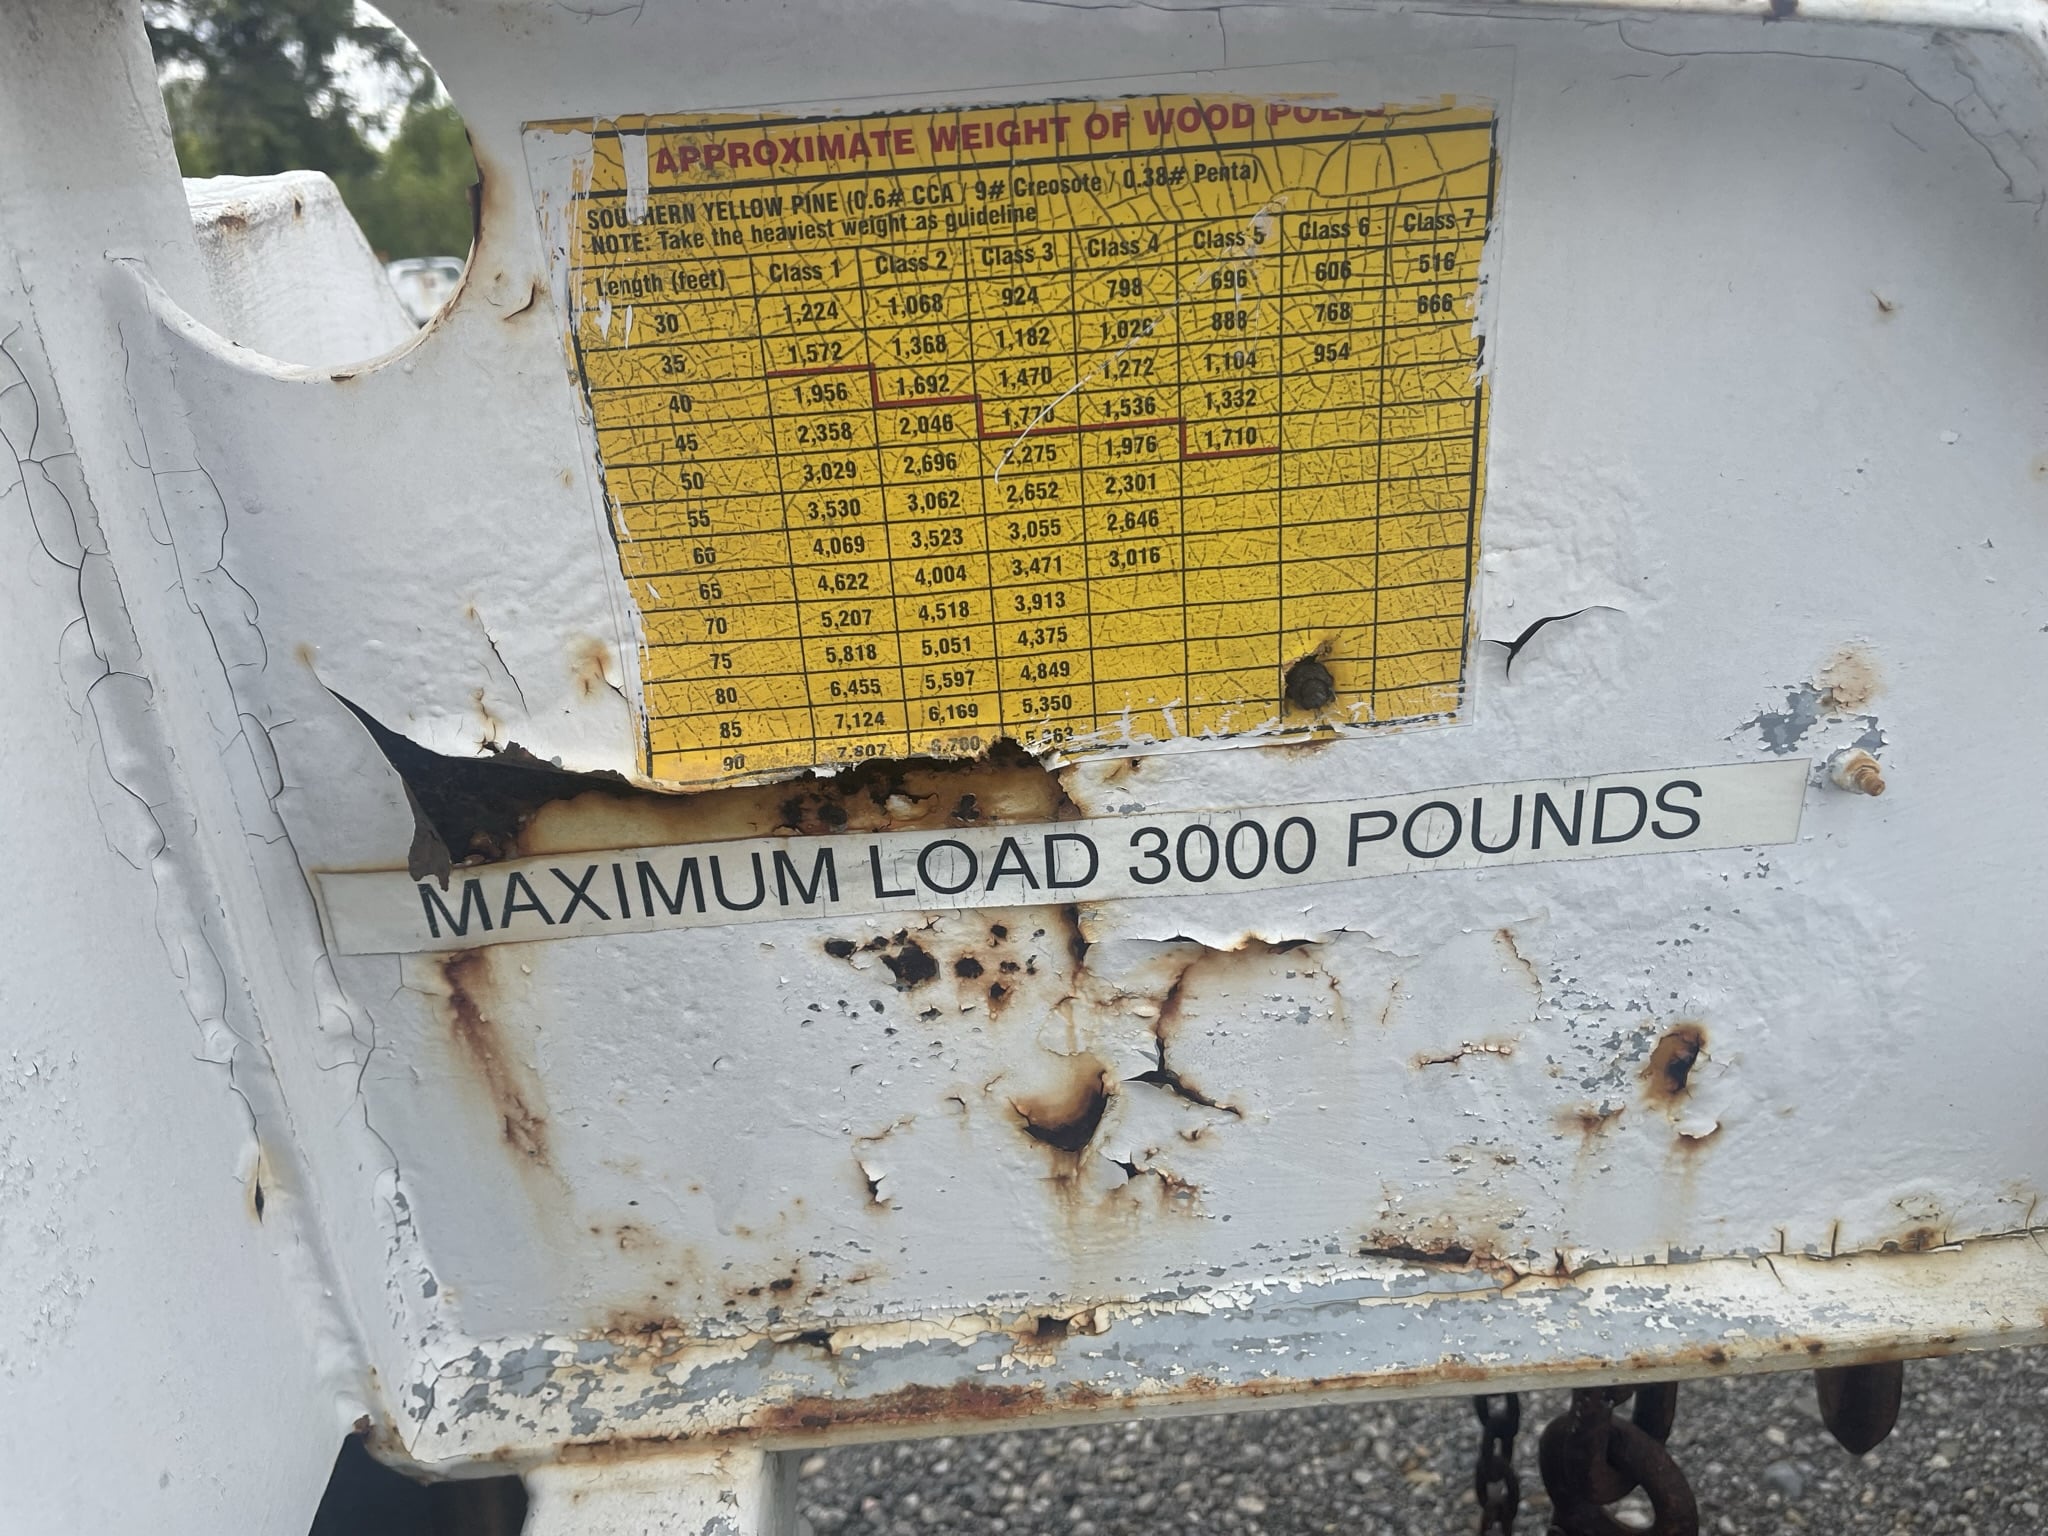 APPROXIMATE WEIGHT OF WOOD POLES
SOUTHERN YELLOW PINE (0.6# CCA / 9# Creosote / 0.38# Penta)
NOTE: Take the heaviest weight as guideline
Length (feet) Class 1 Class 2 Class 3 Class 4 Class 5 Class 6 Class 7
30 1,224 1,068 924 798 696 606 516
35 1,572 1,368 1,182 1,026 888 768 666
40 1,956 1,692 1,470 1,272 1,104 954
45 2,358 2,046 1,770 1,536 1,332
50 3,029 2,696 2,275 1,976 1,710
55 3,530 3,062 2,652 2,301
60 4,069 3,523 3,055 2,646
65 4,622 4,004 3,471 3,016
70 5,207 4,518 3,913
75 5,818 5,051 4,375
80 6,455 5,597 4,849
85 7,124 6,169 5,350
90 7,807
MAXIMUM LOAD 3000 POUNDS